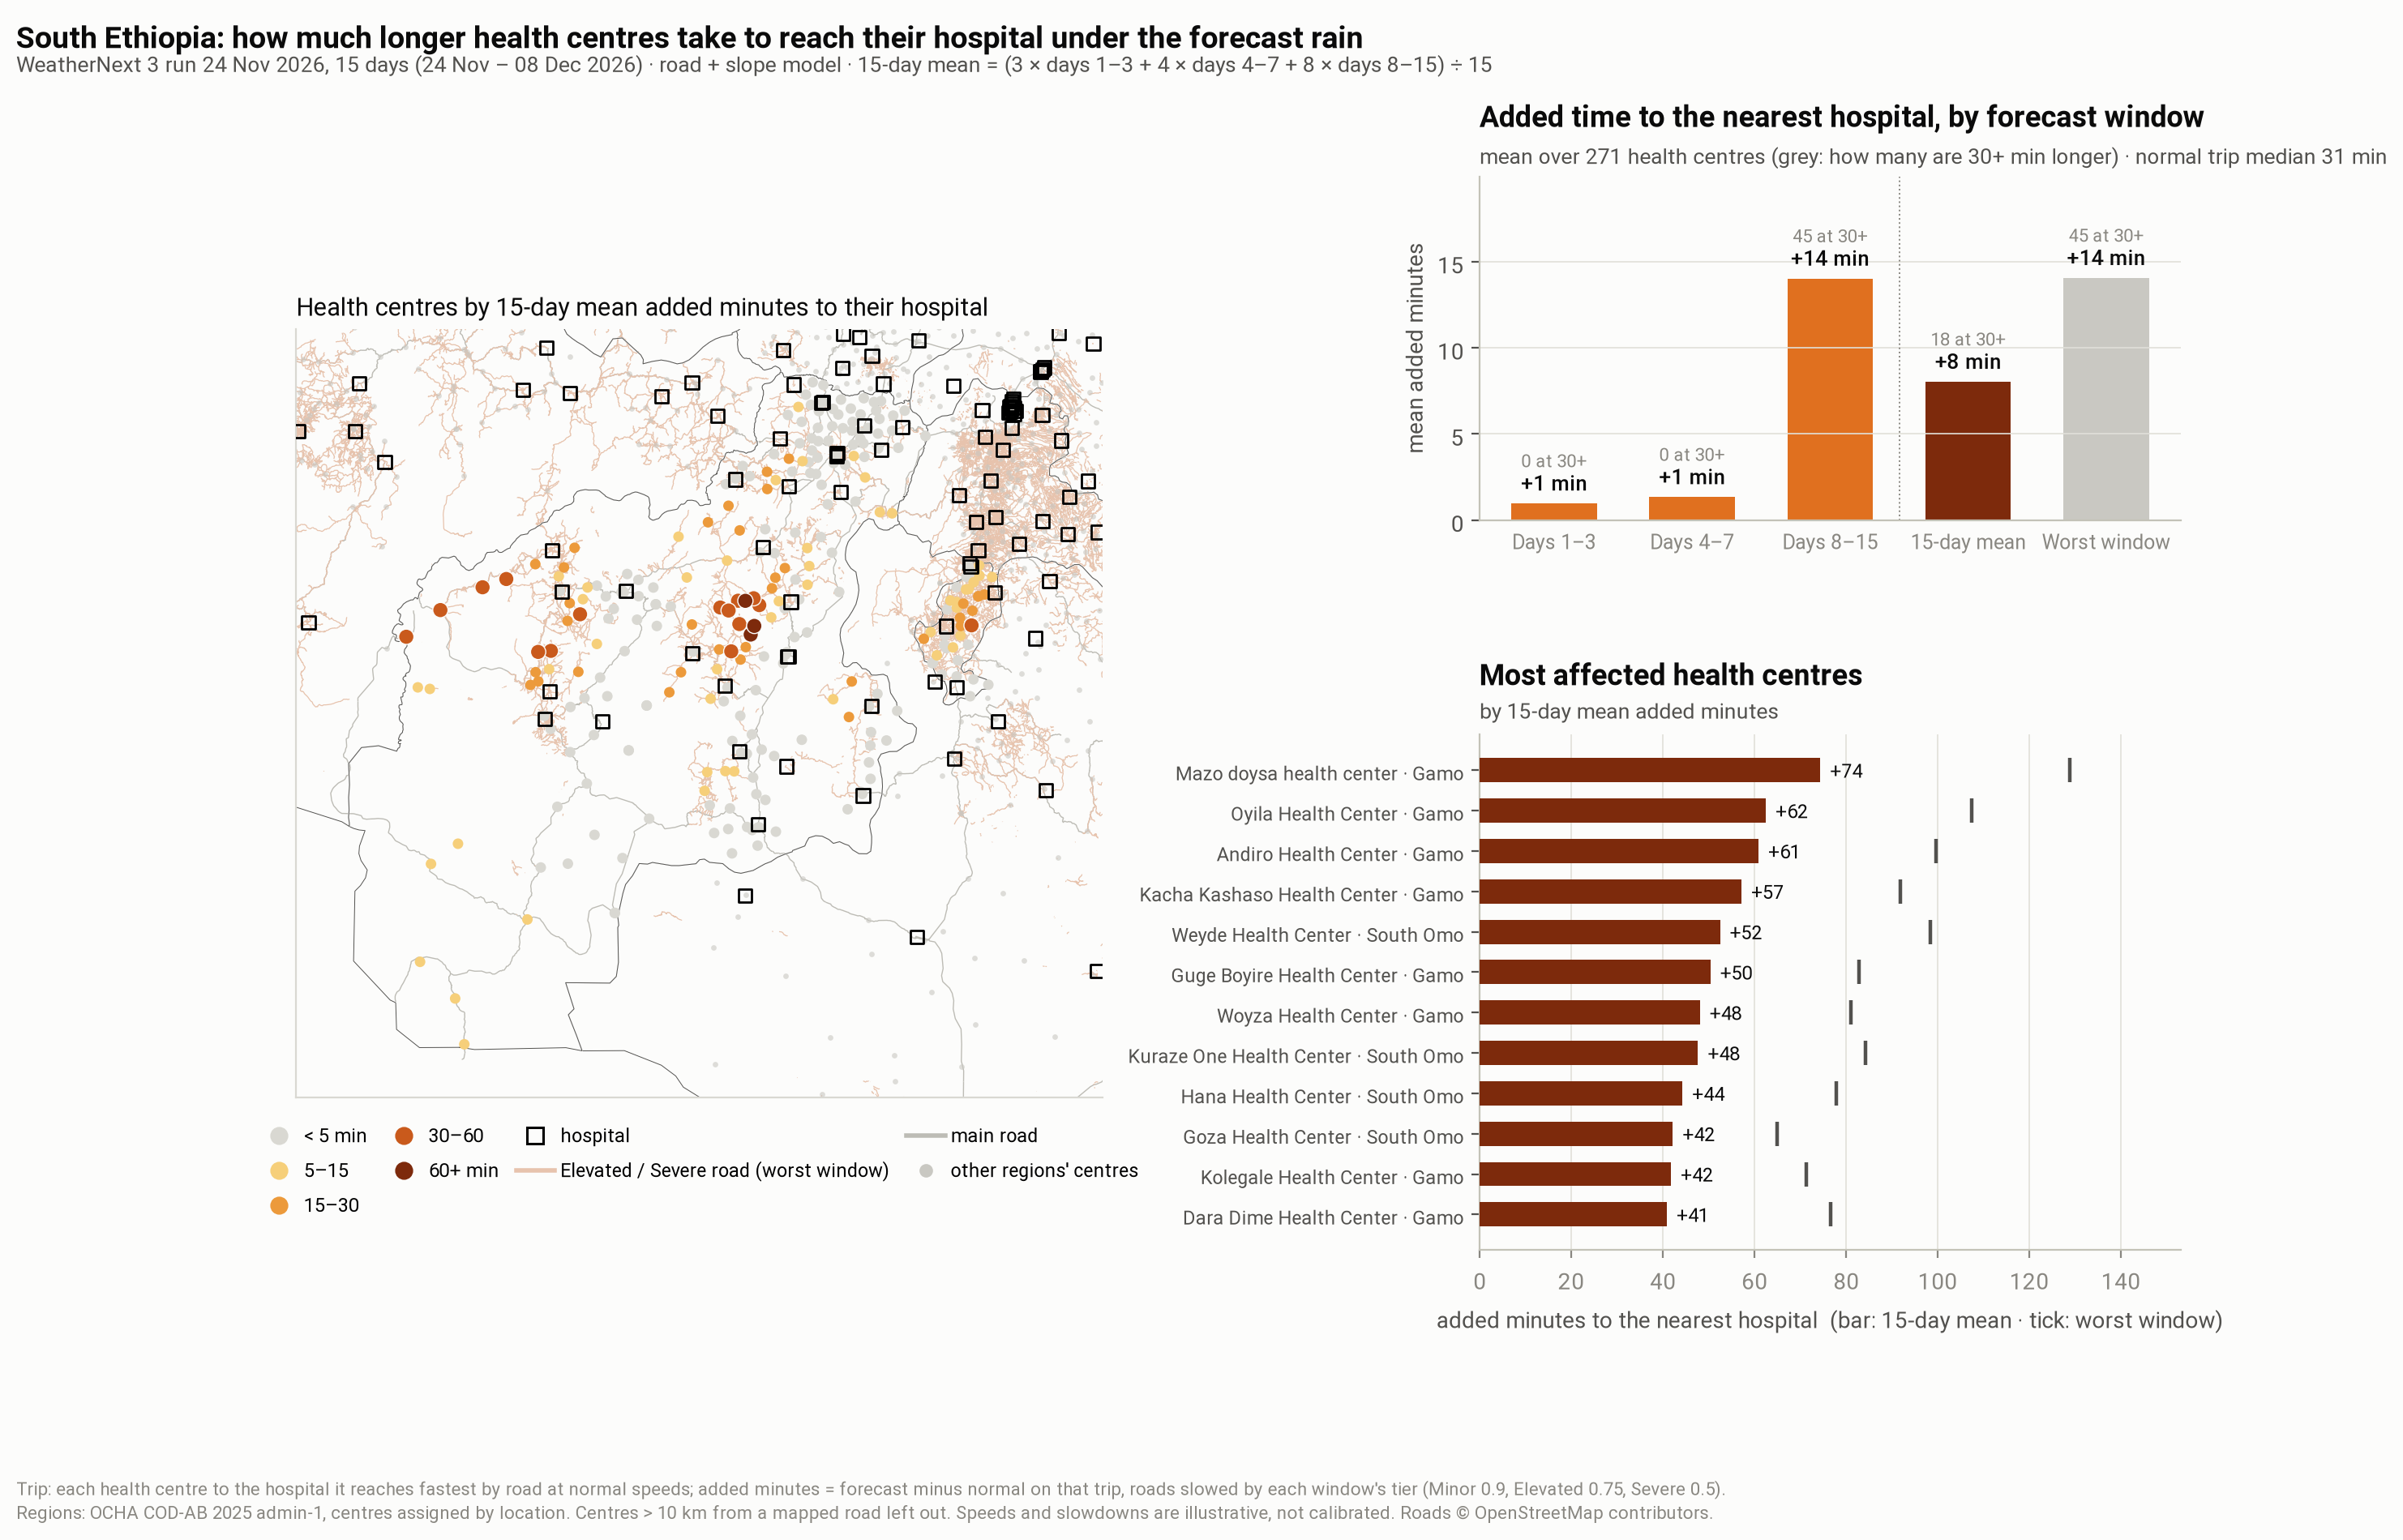 South Ethiopia: how much longer health centres take to reach their hospital under the forecast rain
WeatherNext 3 run 24 Nov 2026, 15 days (24 Nov – 08 Dec 2026) · road + slope model · 15-day mean = (3 × days 1–3 + 4 × days 4–7 + 8 × days 8–15) ÷ 15
Health centres by 15-day mean added minutes to their hospital
< 5 min
5–15
15–30
30–60
60+ min
hospital
Elevated / Severe road (worst window)
main road
other regions' centres
Added time to the nearest hospital, by forecast window
mean over 271 health centres (grey: how many are 30+ min longer) · normal trip median 31 min
mean added minutes
15
10
5
0
0 at 30+
+1 min
0 at 30+
+1 min
45 at 30+
+14 min
18 at 30+
+8 min
45 at 30+
+14 min
Days 1–3
Days 4–7
Days 8–15
15-day mean
Worst window
Most affected health centres
by 15-day mean added minutes
Mazo doysa health center · Gamo +74
Oyila Health Center · Gamo +62
Andiro Health Center · Gamo +61
Kacha Kashaso Health Center · Gamo +57
Weyde Health Center · South Omo +52
Guge Boyire Health Center · Gamo +50
Woyza Health Center · Gamo +48
Kuraze One Health Center · South Omo +48
Hana Health Center · South Omo +44
Goza Health Center · South Omo +42
Kolegale Health Center · Gamo +42
Dara Dime Health Center · Gamo +41
0 20 40 60 80 100 120 140
added minutes to the nearest hospital (bar: 15-day mean · tick: worst window)
Trip: each health centre to the hospital it reaches fastest by road at normal speeds; added minutes = forecast minus normal on that trip, roads slowed by each window's tier (Minor 0.9, Elevated 0.75, Severe 0.5).
Regions: OCHA COD-AB 2025 admin-1, centres assigned by location. Centres > 10 km from a mapped road left out. Speeds and slowdowns are illustrative, not calibrated. Roads © OpenStreetMap contributors.